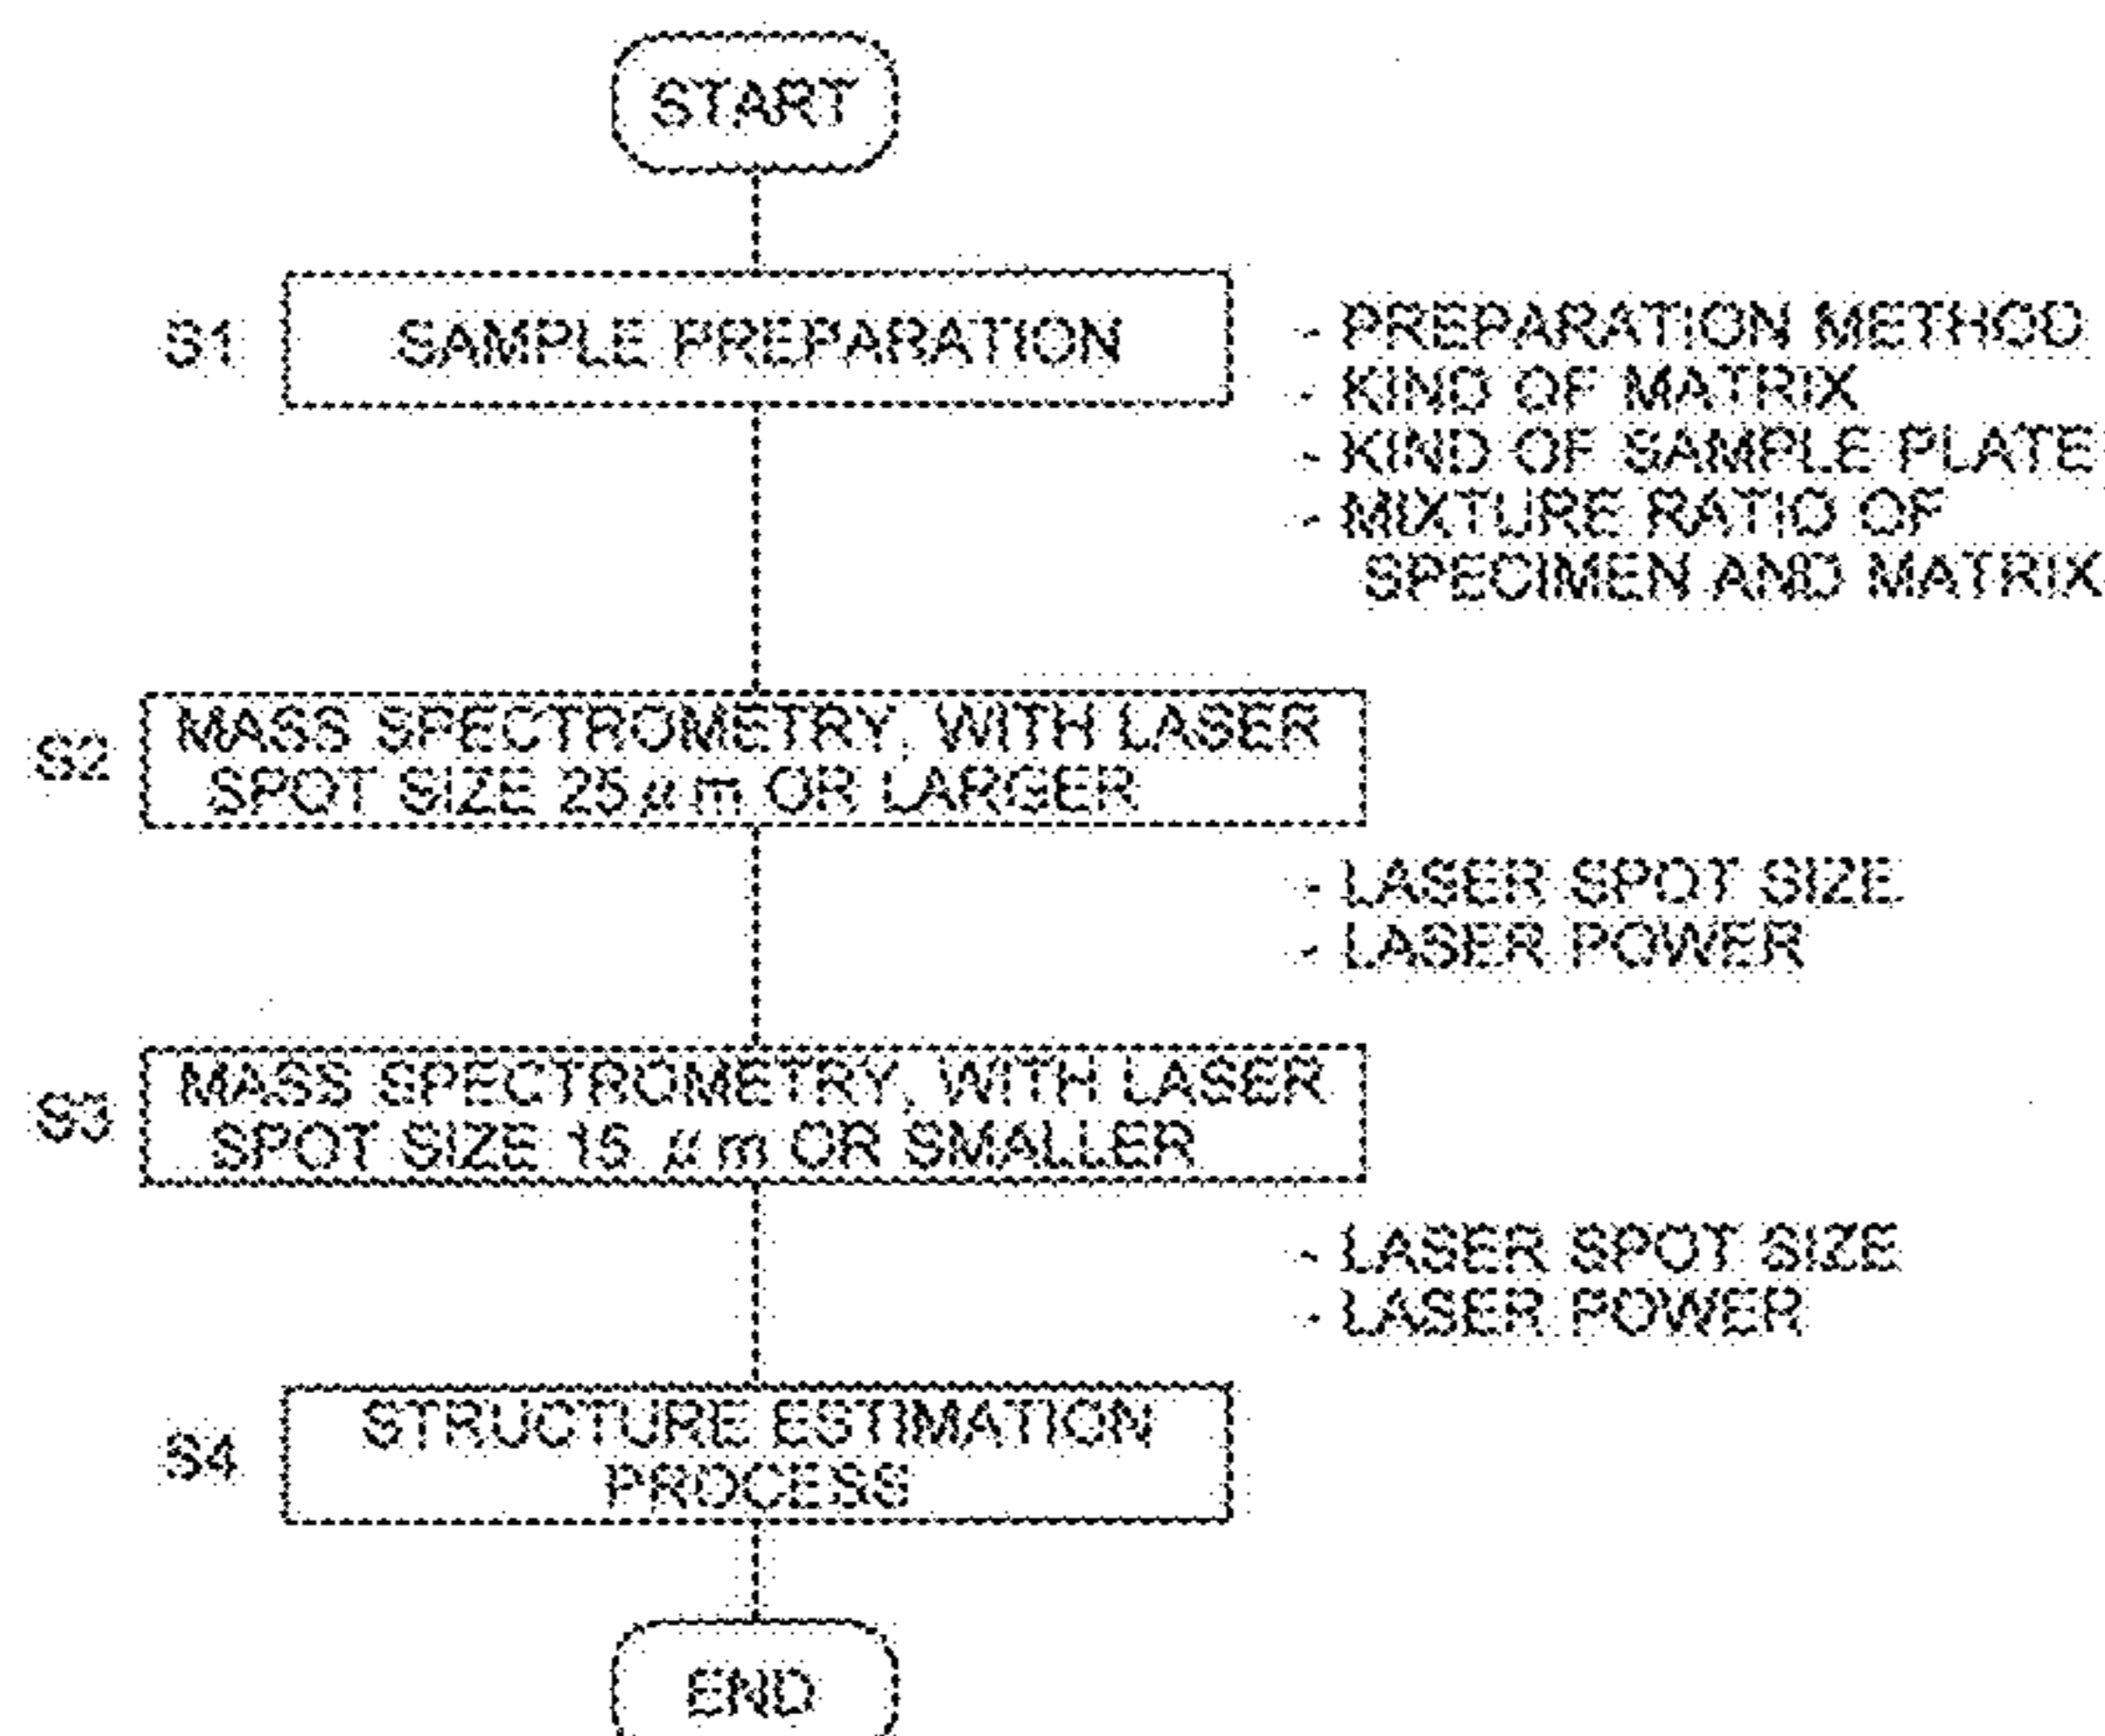 START
S1
SAMPLE PREPARATION
- PREPARATION METHOD
- KIND OF MATRIX
- KIND OF SAMPLE PLATE
- MIXTURE RATIO OF
SPECIMEN AND MATRIX
S2
MASS SPECTROMETRY, WITH LASER
SPOT SIZE 25μm OR LARGER
- LASER SPOT SIZE
- LASER POWER
S3
MASS SPECTROMETRY, WITH LASER
SPOT SIZE 15 μm OR SMALLER
- LASER SPOT SIZE
- LASER POWER
S4
STRUCTURE ESTIMATION
PROCESS
END